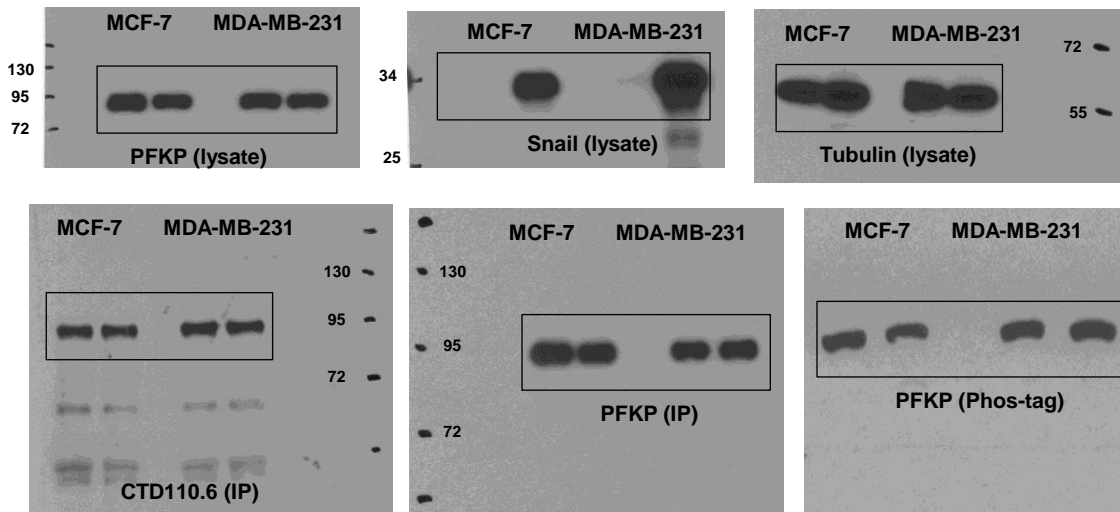 MCF-7 MDA-MB-231
130
95
72
PFKP (lysate)
MCF-7 MDA-MB-231
34
25
Snail (lysate)
MCF-7 MDA-MB-231
72
55
Tubulin (lysate)
MCF-7 MDA-MB-231
130
95
72
CTD110.6 (IP)
MCF-7 MDA-MB-231
130
95
72
PFKP (IP)
MCF-7 MDA-MB-231
PFKP (Phos-tag)